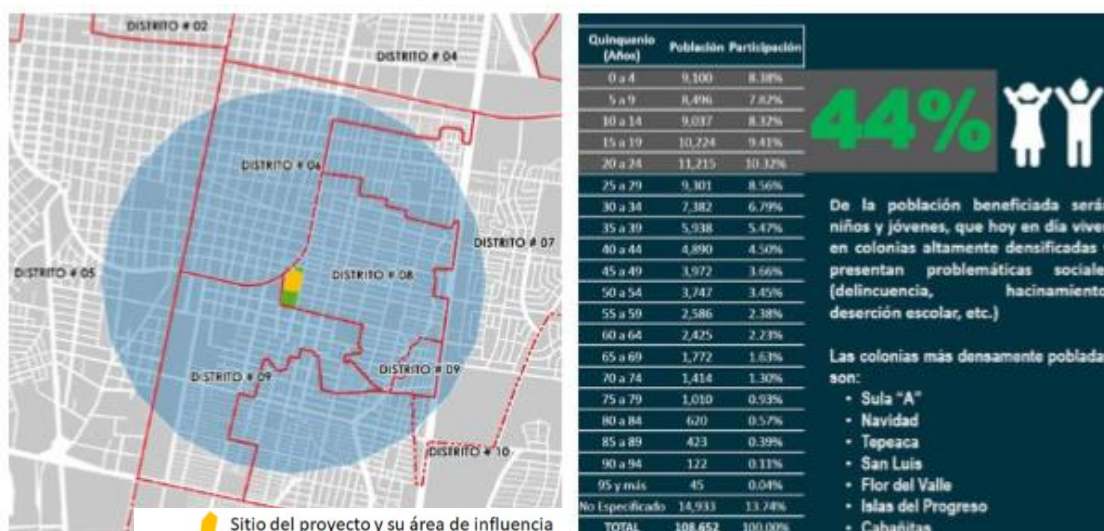 DISTRITO # 02
DISTRITO # 04
DISTRITO # 06
DISTRITO # 07
DISTRITO # 05
DISTRITO # 08
DISTRITO # 09
DISTRITO # 09
DISTRITO # 10
Sitio del proyecto y su área de influencia
Quinquenio (Años) Población Participación
0 a 4 9,100 8.38%
5 a 9 8,496 7.82%
10 a 14 9,037 8.32%
15 a 19 10,224 9.41%
20 a 24 11,215 10.32%
25 a 29 9,301 8.56%
30 a 34 7,382 6.79%
35 a 39 5,938 5.47%
40 a 44 4,890 4.50%
45 a 49 3,972 3.66%
50 a 54 3,747 3.45%
55 a 59 2,586 2.38%
60 a 64 2,425 2.23%
65 a 69 1,772 1.63%
70 a 74 1,414 1.30%
75 a 79 1,010 0.93%
80 a 84 620 0.57%
85 a 89 423 0.39%
90 a 94 122 0.11%
95 y más 45 0.04%
No Especificado 14,933 13.74%
TOTAL 108,652 100.00%
44%
De la población beneficiada será
niños y jóvenes, que hoy en día vive
en colonias altamente densificadas
presentan problemáticas sociale
(delincuencia, hacinamiento
deserción escolar, etc.)
Las colonias más densamente poblada
son:
• Sula "A"
• Navidad
• Tepeaca
• San Luis
• Flor del Valle
• Islas del Progreso
• Cabañitas